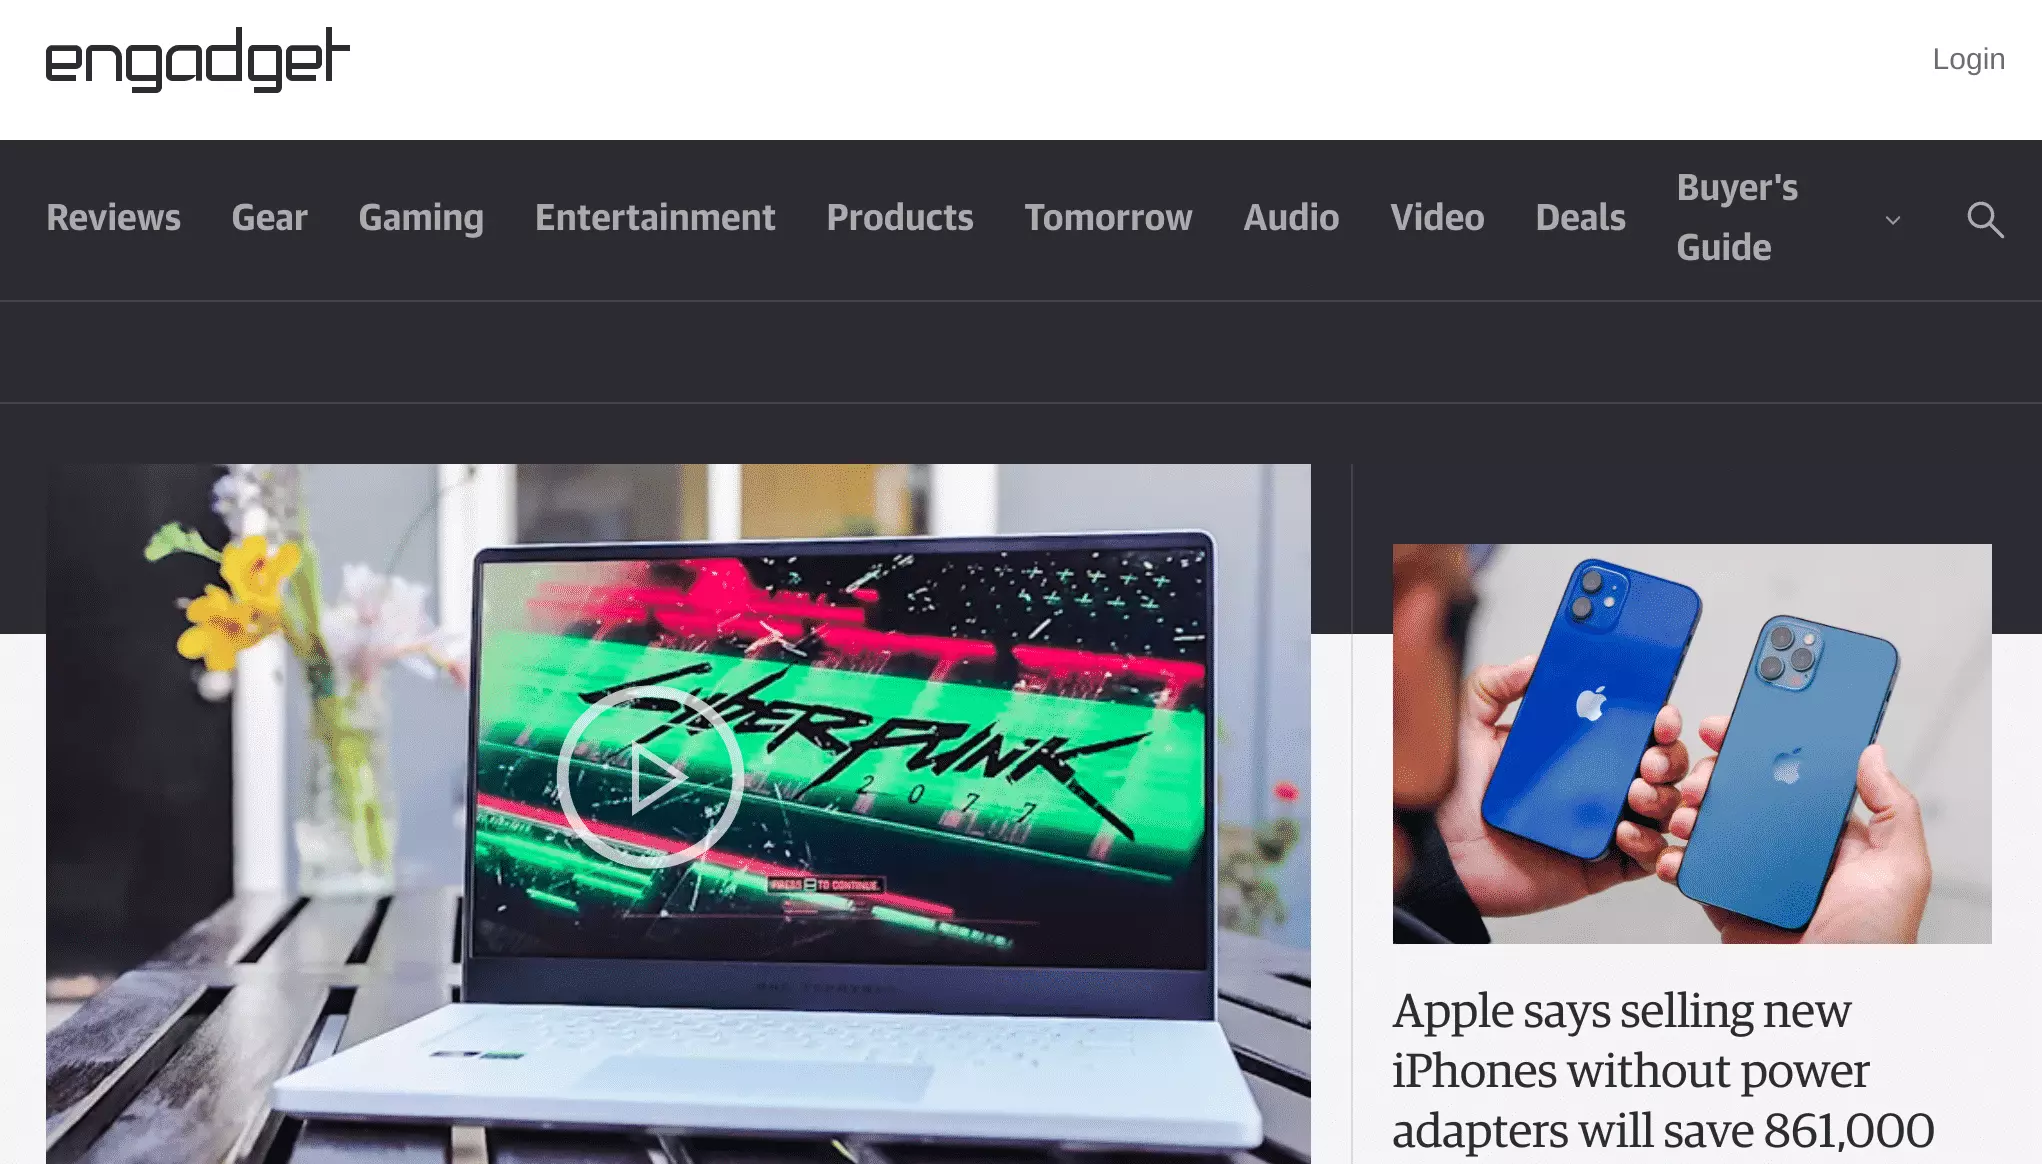 engadget
Login
Reviews Gear Gaming Entertainment Products Tomorrow Audio Video Deals Buyer's Guide
Cyberpunk
2077
PRESS TO CONTINUE.
Apple says selling new
iPhones without power
adapters will save 861,000